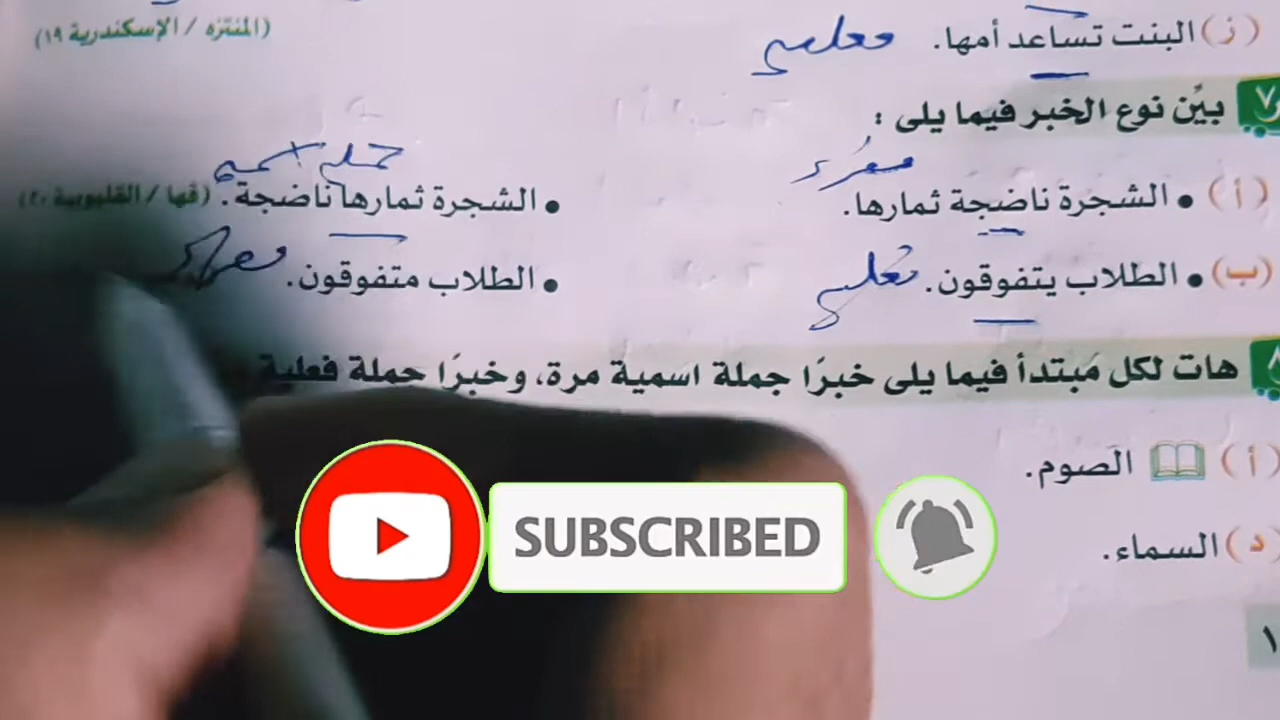 (ز) البنت تساعد أمها. فعلية (المنتزه / الإسكندرية ١٩)
٧ بيِّن نوع الخبر فيما يلى :
مفرد جملة اسمية
(أ) • الشجرة ناضجة ثمارها. • الشجرة ثمارها ناضجة. (قها / القليوبية ٢٠)
(ب) • الطلاب يتفوقون. فعلية • الطلاب متفوقون. مفرد
٨ هات لكل مَبتدأ فيما يلى خبرًا جملة اسمية مرة، وخبرًا جملة فعلية
(أ) الصوم.
SUBSCRIBED
(د) السماء.
١